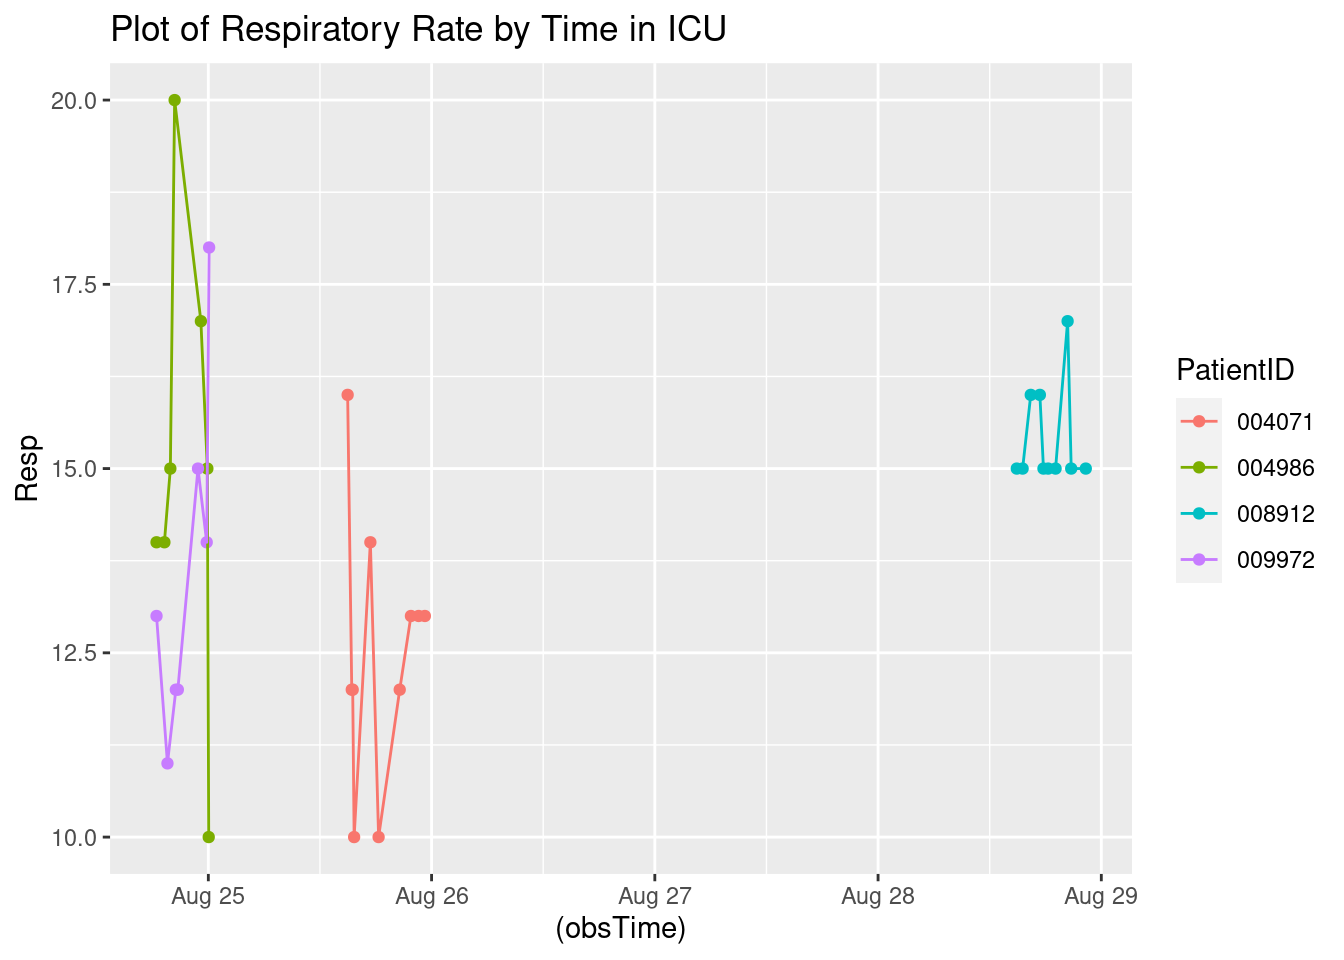 Plot of Respiratory Rate by Time in ICU
20.0
17.5
15.0
12.5
10.0
Resp
Aug 25 Aug 26 Aug 27 Aug 28 Aug 29
(obsTime)
PatientID
004071
004986
008912
009972